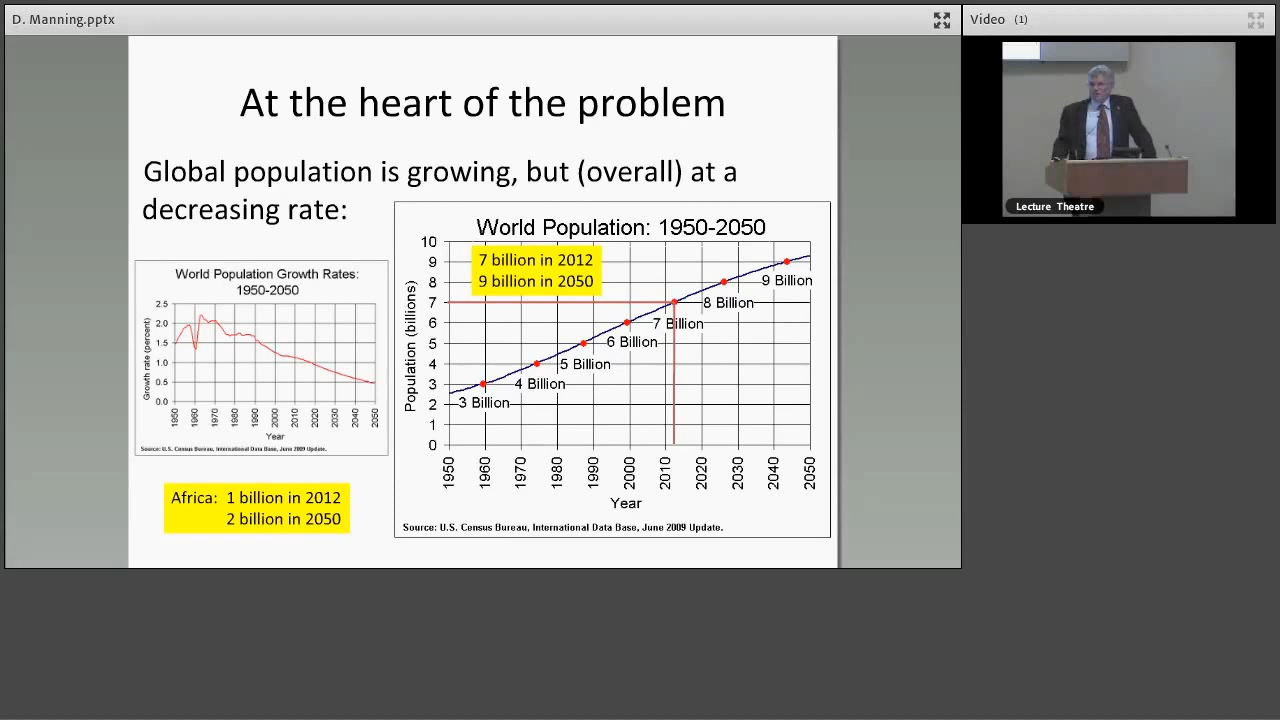 D. Manning.pptx
Video (1)
At the heart of the problem
Global population is growing, but (overall) at a
decreasing rate:
World Population Growth Rates:
1950-2050
Growth rate (percent)
2.5
2.0
1.5
1.0
0.5
0.0
1950 1960 1970 1980 1990 2000 2010 2020 2030 2040 2050
Year
Source: U.S. Census Bureau, International Data Base, June 2009 Update.
Africa: 1 billion in 2012
2 billion in 2050
World Population: 1950-2050
7 billion in 2012
9 billion in 2050
Population (billions)
10
9
8
7
6
5
4
3
2
1
0
9 Billion
8 Billion
7 Billion
6 Billion
5 Billion
4 Billion
3 Billion
1950 1960 1970 1980 1990 2000 2010 2020 2030 2040 2050
Year
Source: U.S. Census Bureau, International Data Base, June 2009 Update.
Lecture Theatre